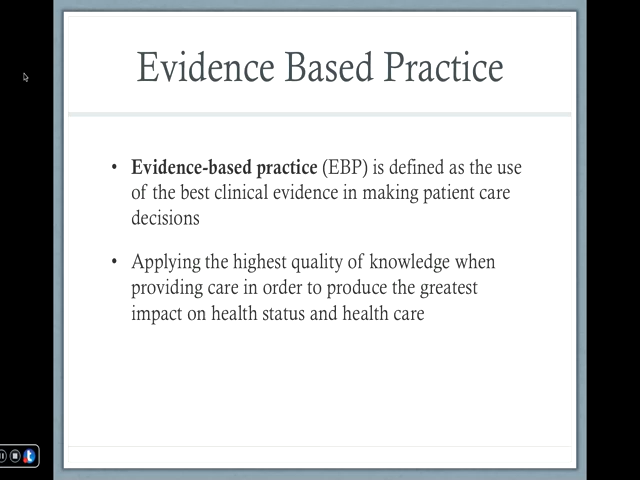 Evidence Based Practice
• Evidence-based practice (EBP) is defined as the use
of the best clinical evidence in making patient care
decisions
• Applying the highest quality of knowledge when
providing care in order to produce the greatest
impact on health status and health care
t